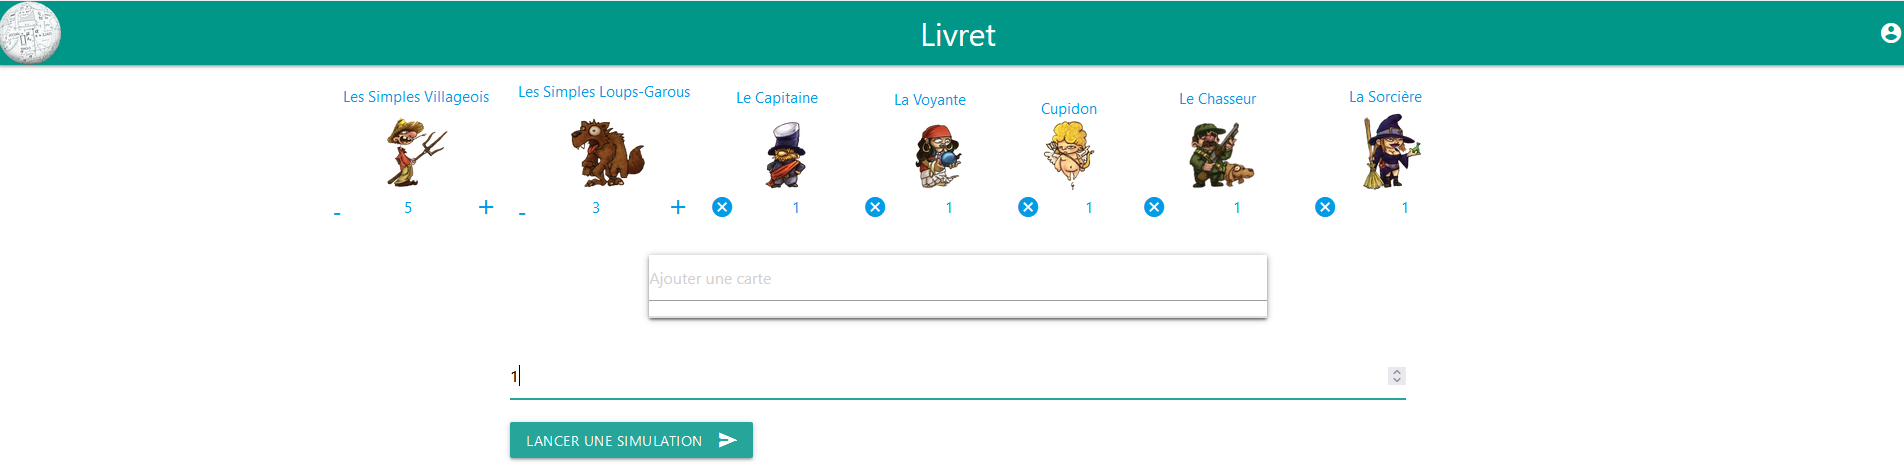 Livret
Les Simples Villageois
Les Simples Loups-Garous
Le Capitaine
La Voyante
Cupidon
Le Chasseur
La Sorcière
- 5 +
- 3 +
1
1
1
1
1
Ajouter une carte
1
LANCER UNE SIMULATION